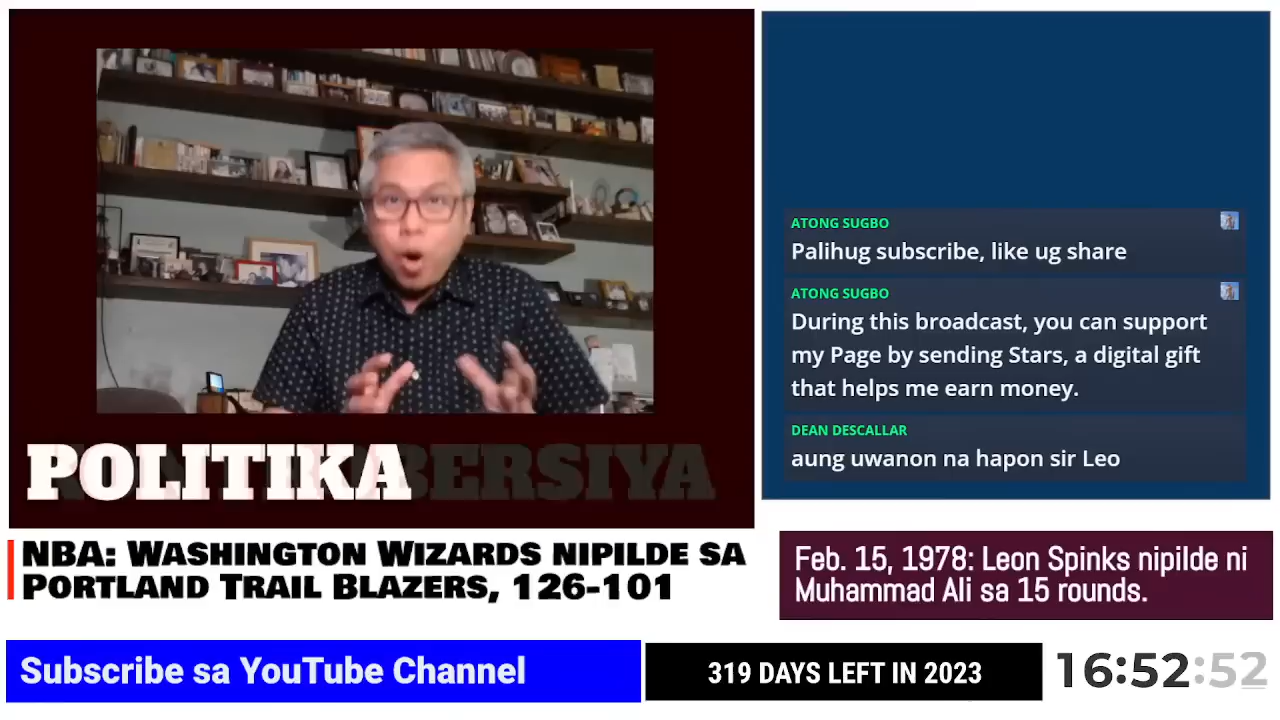 ATONG SUGBO
Palihug subscribe, like ug share
ATONG SUGBO
During this broadcast, you can support
my Page by sending Stars, a digital gift
that helps me earn money.
DEAN DESCALLAR
aung uwanon na hapon sir Leo
POLITIKA
BERSIYA
NBA: WASHINGTON WIZARDS NIPILDE SA
PORTLAND TRAIL BLAZERS, 126-101
Feb. 15, 1978: Leon Spinks nipilde ni
Muhammad Ali sa 15 rounds.
Subscribe sa YouTube Channel
319 DAYS LEFT IN 2023
16:52:52